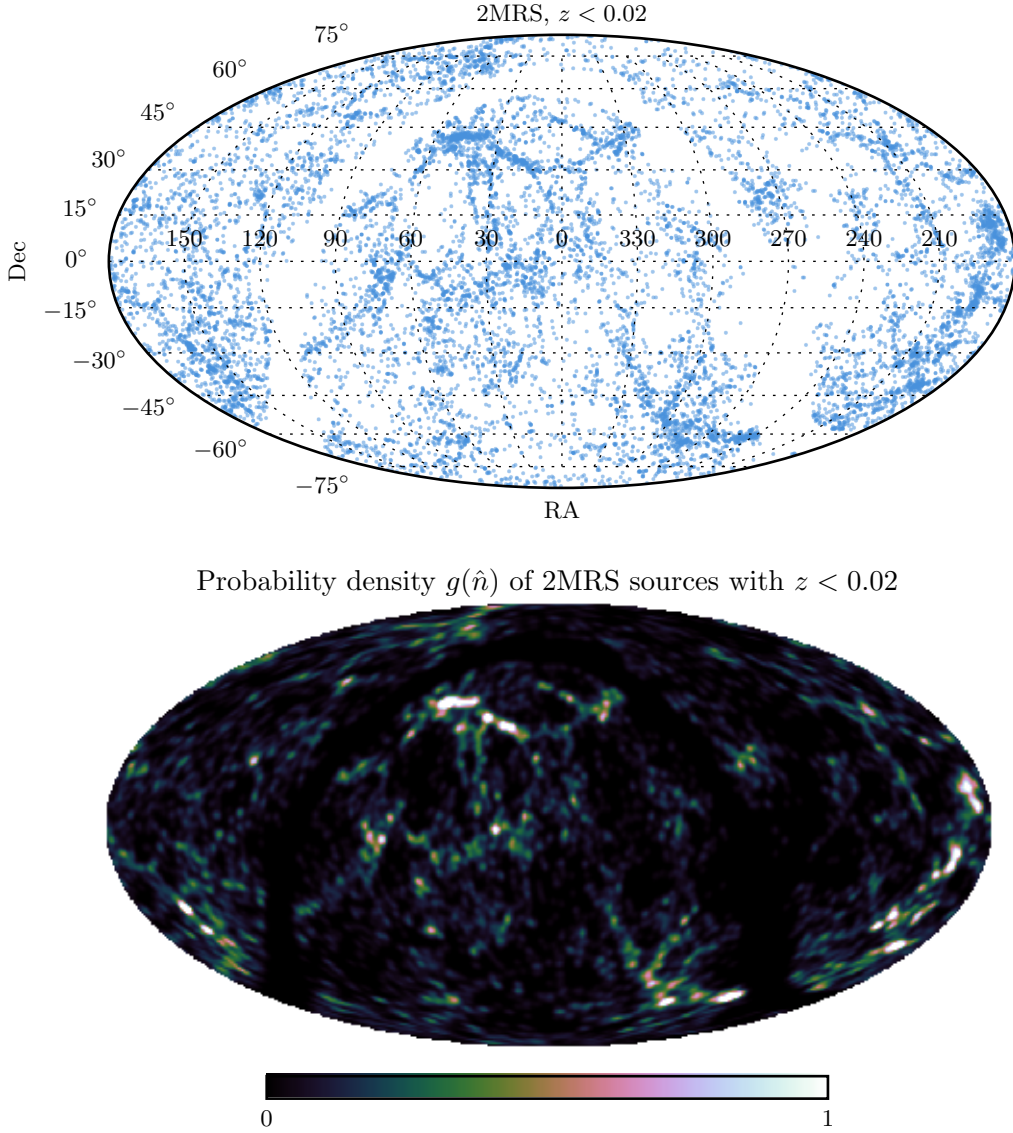 2MRS, z < 0.02
75°
60°
45°
30°
15°
150 120 90 60 30 0 330 300 270 240 210
Dec
0°
−15°
−30°
−45°
−60°
−75°
RA
Probability density g(n̂) of 2MRS sources with z < 0.02
0 1